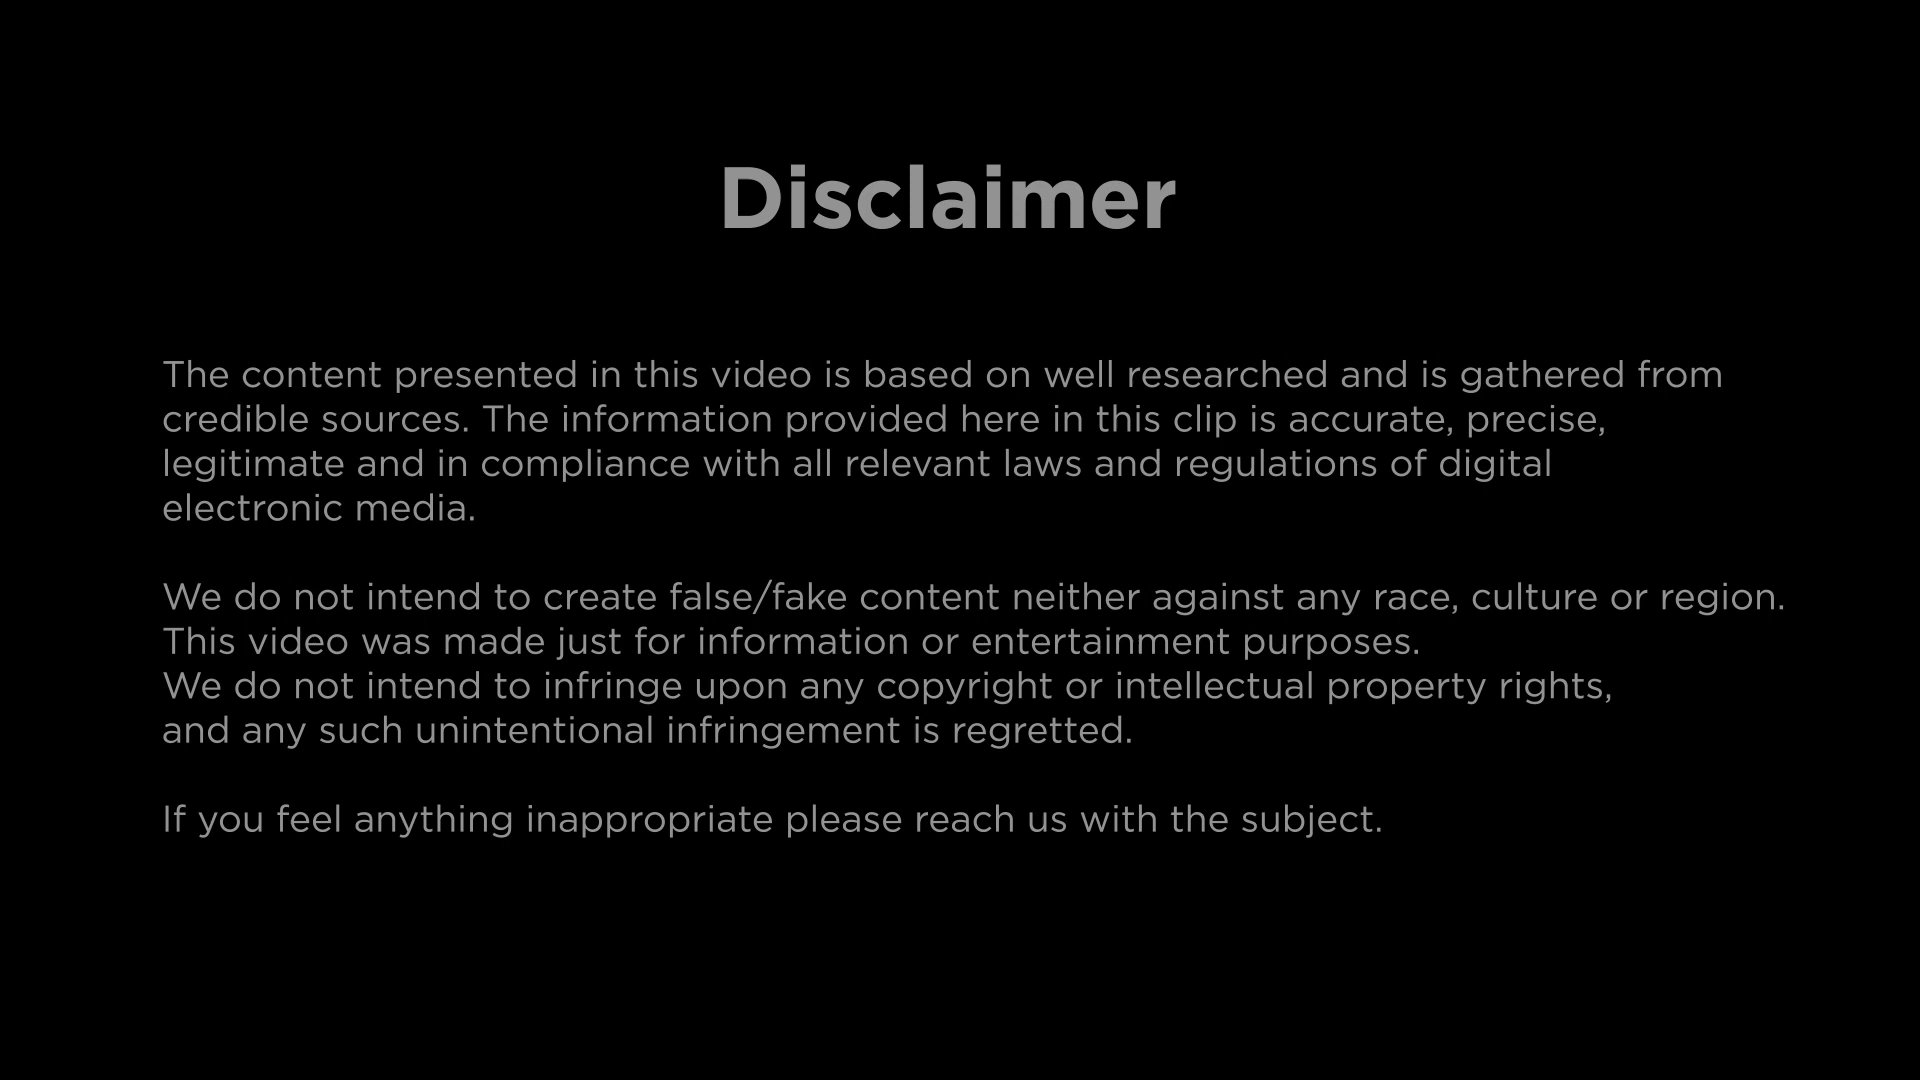 Disclaimer
The content presented in this video is based on well researched and is gathered from
credible sources. The information provided here in this clip is accurate, precise,
legitimate and in compliance with all relevant laws and regulations of digital
electronic media.
We do not intend to create false/fake content neither against any race, culture or region.
This video was made just for information or entertainment purposes.
We do not intend to infringe upon any copyright or intellectual property rights,
and any such unintentional infringement is regretted.
If you feel anything inappropriate please reach us with the subject.